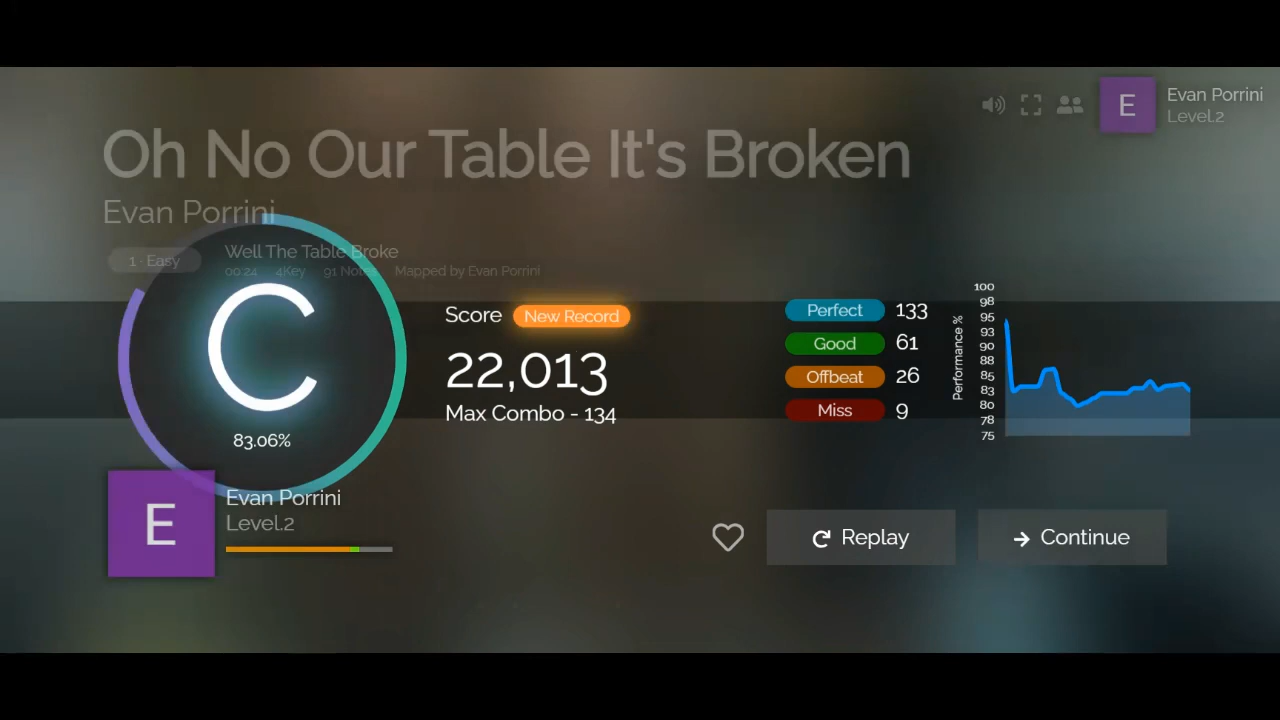 Evan Porrini
Level.2
Oh No Our Table It's Broken
Evan Porrini
1 · Easy
Well The Table Broke
00:24 4Key 91 Notes Mapped by Evan Porrini
C
83.06%
Score New Record
22,013
Max Combo - 134
Perfect 133
Good 61
Offbeat 26
Miss 9
Performance %
100
98
95
93
90
88
85
83
80
78
75
E
E
Evan Porrini
Level.2
Replay
Continue